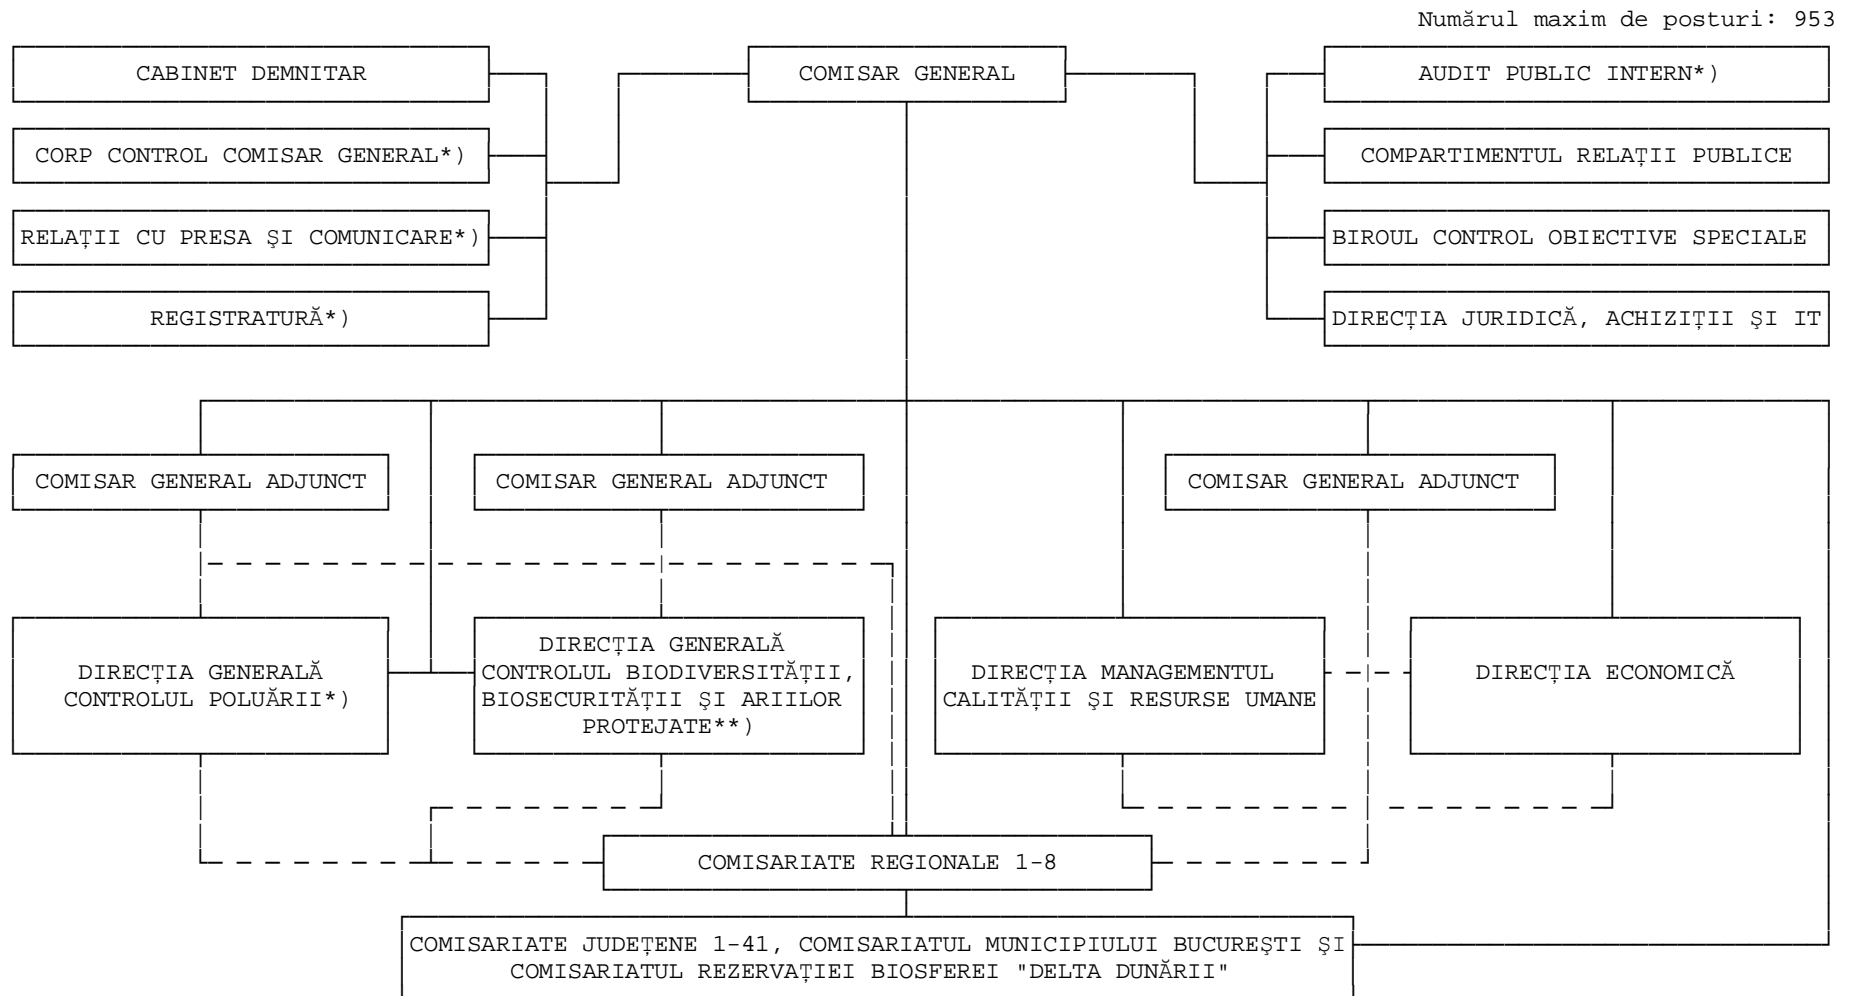 Numărul maxim de posturi: 953
CABINET DEMNITAR
COMISAR GENERAL
AUDIT PUBLIC INTERN*)
CORP CONTROL COMISAR GENERAL*)
COMPARTIMENTUL RELAȚII PUBLICE
RELAȚII CU PRESA ŞI COMUNICARE*)
BIROUL CONTROL OBIECTIVE SPECIALE
REGISTRATURĂ*)
DIRECȚIA JURIDICĂ, ACHIZIȚII ŞI IT
COMISAR GENERAL ADJUNCT
COMISAR GENERAL ADJUNCT
COMISAR GENERAL ADJUNCT
DIRECȚIA GENERALĂ
CONTROLUL POLUĂRII*)
DIRECȚIA GENERALĂ
CONTROLUL BIODIVERSITĂȚII,
BIOSECURITĂȚII ŞI ARIILOR
PROTEJATE**)
DIRECȚIA MANAGEMENTUL
CALITĂȚII ŞI RESURSE UMANE
DIRECȚIA ECONOMICĂ
COMISARIATE REGIONALE 1-8
COMISARIATE JUDEȚENE 1-41, COMISARIATUL MUNICIPIULUI BUCUREŞTI ŞI
COMISARIATUL REZERVAȚIEI BIOSFEREI "DELTA DUNĂRII"